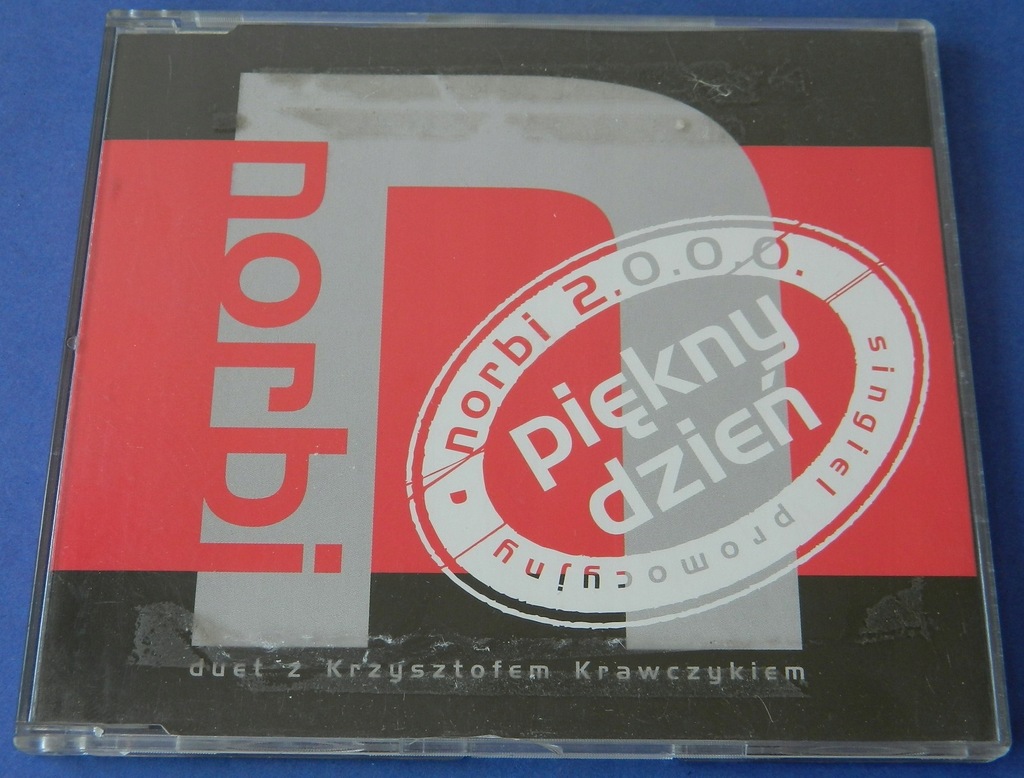 norbi
norbi 2.0.0.0.
Piękny
dzień
singiel promocyjny
duet z Krzysztofem Krawczykiem